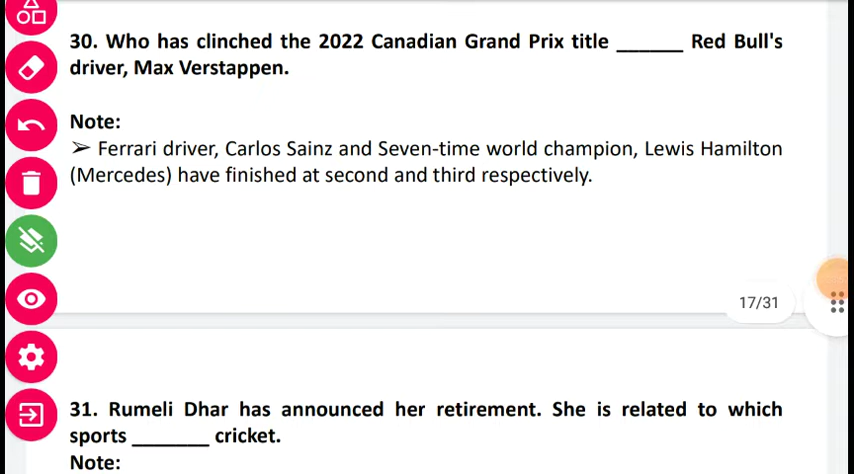 30. Who has clinched the 2022 Canadian Grand Prix title ______ Red Bull's
driver, Max Verstappen.
Note:
➢ Ferrari driver, Carlos Sainz and Seven-time world champion, Lewis Hamilton
(Mercedes) have finished at second and third respectively.
17/31
31. Rumeli Dhar has announced her retirement. She is related to which
sports _______ cricket.
Note: